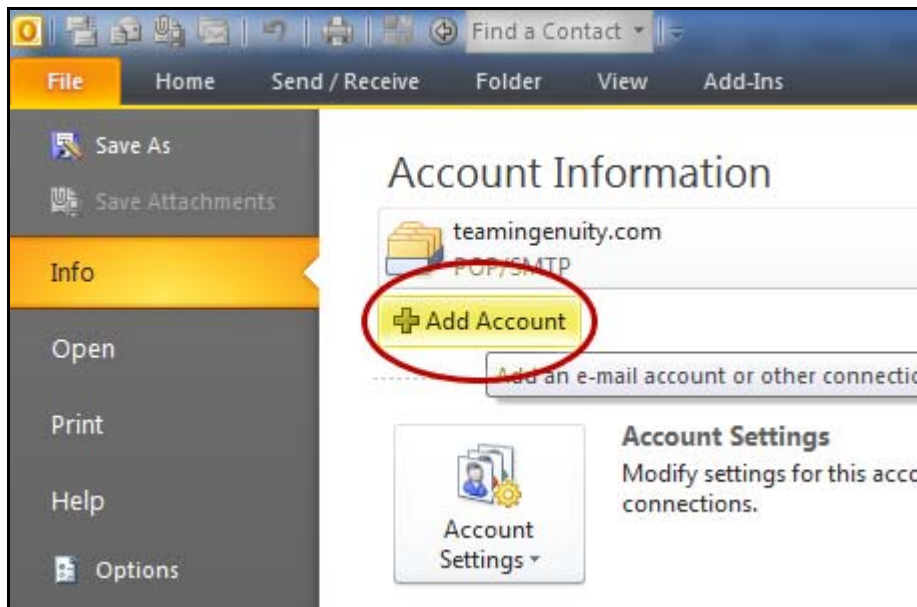 Find a Contact
File Home Send / Receive Folder View Add-Ins
Save As
Save Attachments
Info
Open
Print
Help
Options
Account Information
teamingenuity.com
POP/SMTP
Add Account
Add an e-mail account or other connectio
Account Settings
Modify settings for this acco
connections.
Account
Settings